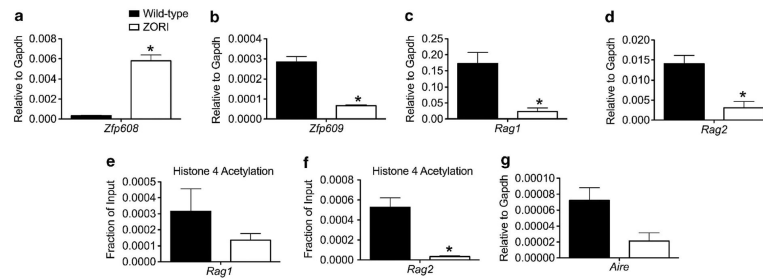 Wild-type
ZORI
a
Relative to Gapdh
0.008
0.006
0.004
0.002
0.000
*
Zfp608
b
Relative to Gapdh
0.0004
0.0003
0.0002
0.0001
0.0000
*
Zfp609
c
Relative to Gapdh
0.25
0.20
0.15
0.10
0.05
0.00
*
Rag1
d
Relative to Gapdh
0.020
0.015
0.010
0.005
0.000
*
Rag2
e
Histone 4 Acetylation
Fraction of Input
0.0005
0.0004
0.0003
0.0002
0.0001
0.0000
Rag1
f
Histone 4 Acetylation
Fraction of Input
0.0008
0.0006
0.0004
0.0002
0.0000
*
Rag2
g
Relative to Gapdh
0.00010
0.00008
0.00006
0.00004
0.00002
0.00000
Aire